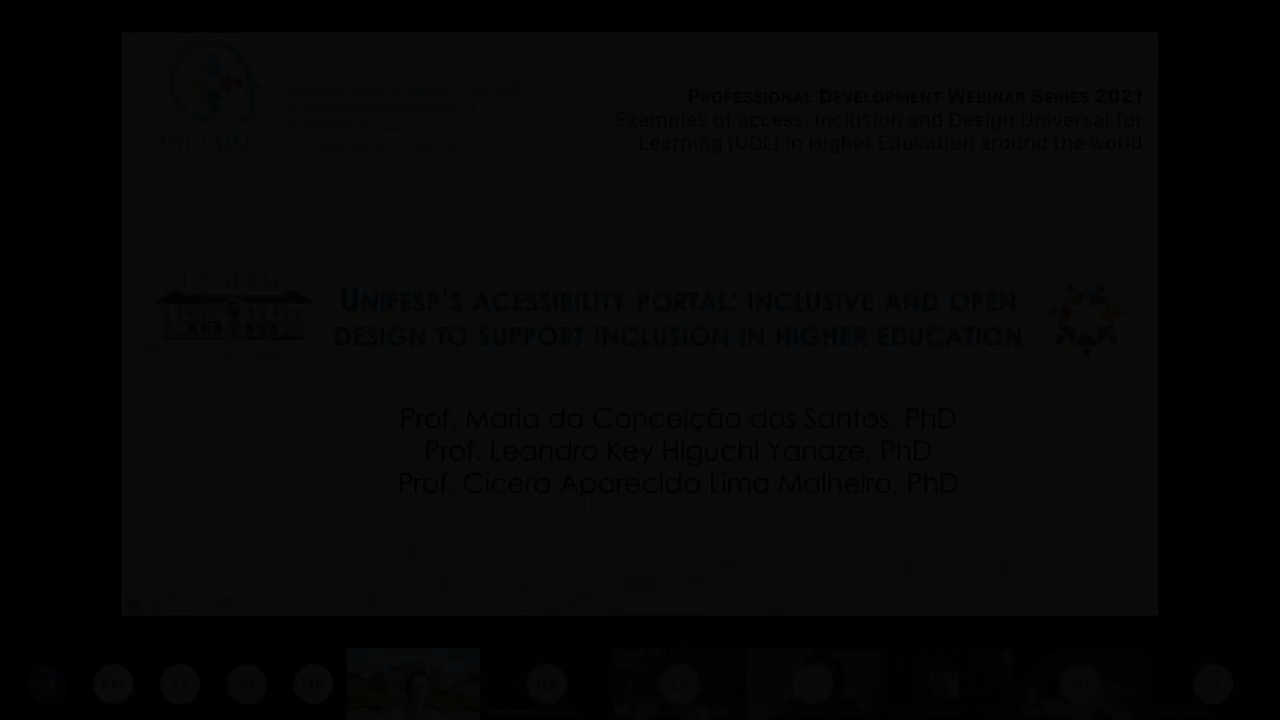 PROFESSIONAL DEVELOPMENT WEBINAR SERIES 2021
Examples of access, Inclusion and Design Universal for
Learning (UDL) in Higher Education around the world
UNIFESP'S ACESSIBILITY PORTAL: INCLUSIVE AND OPEN
DESIGN TO SUPPORT INCLUSION IN HIGHER EDUCATION
Prof. Maria da Conceição dos Santos, PhD
Prof. Leandro Key Higuchi Yanaze, PhD
Prof. Cícera Aparecida Lima Malheiro, PhD